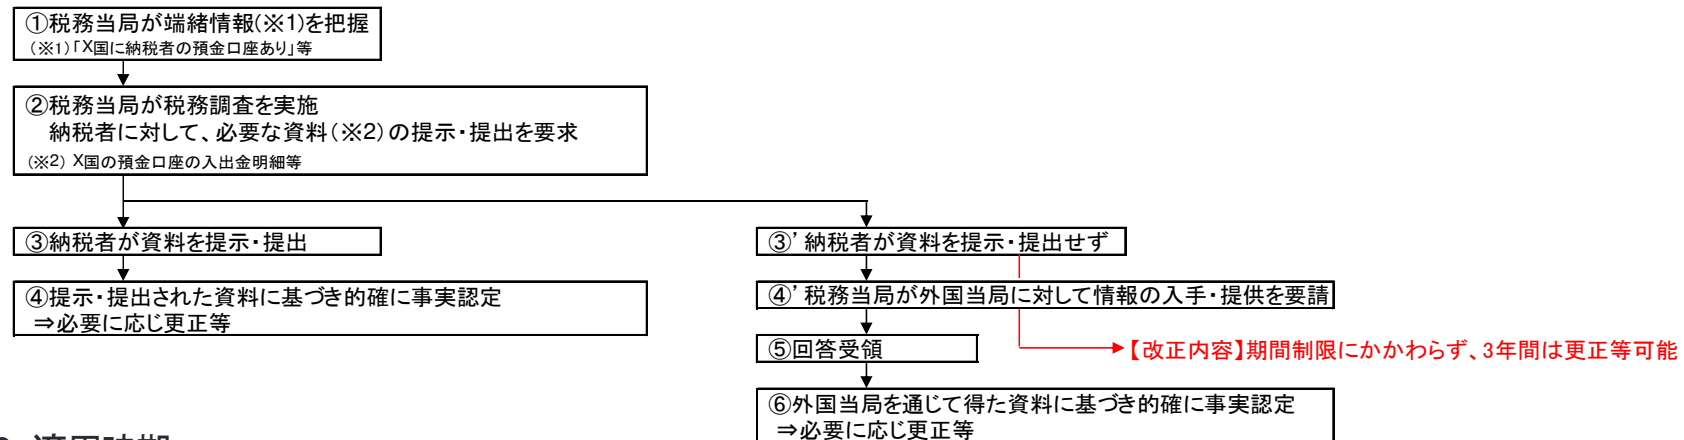 ①税務当局が端緒情報(※1)を把握
(※1)「X国に納税者の預金口座あり」等
②税務当局が税務調査を実施
納税者に対して、必要な資料(※2)の提示・提出を要求
(※2) X国の預金口座の入出金明細等
③納税者が資料を提示・提出
③’納税者が資料を提示・提出せず
④提示・提出された資料に基づき的確に事実認定
⇒必要に応じ更正等
④’税務当局が外国当局に対して情報の入手・提供を要請
⑤回答受領
【改正内容】期間制限にかかわらず、3年間は更正等可能
⑥外国当局を通じて得た資料に基づき的確に事実認定
⇒必要に応じ更正等